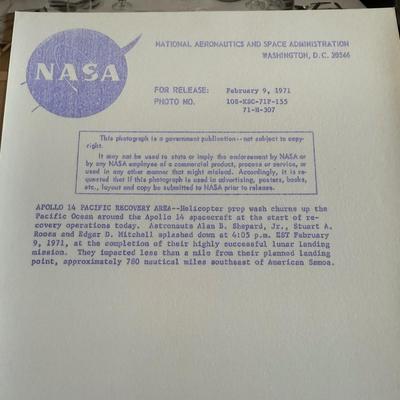 NASA
NATIONAL AERONAUTICS AND SPACE ADMINISTRATION
WASHINGTON, D.C. 20546
FOR RELEASE: February 9, 1971
PHOTO NO. 108-KSC-71P-155
71-H-307
This photograph is a government publication--not subject to copy-
right.
It may not be used to state or imply the endorsement by NASA or
by any NASA employee of a commercial product, process or service, or
used in any other manner that might mislead. Accordingly, it is re-
quested that if this photograph is used in advertising, posters, books,
etc., layout and copy be submitted to NASA prior to release.
APOLLO 14 PACIFIC RECOVERY AREA--Helicopter prop wash churns up the
Pacific Ocean around the Apollo 14 spacecraft at the start of re-
covery operations today. Astronauts Alan B. Shepard, Jr., Stuart A.
Roosa and Edgar D. Mitchell splashed down at 4:05 p.m. EST February
9, 1971, at the completion of their highly successful lunar landing
mission. They impacted less than a mile from their planned landing
point, approximately 780 nautical miles southeast of American Samoa.